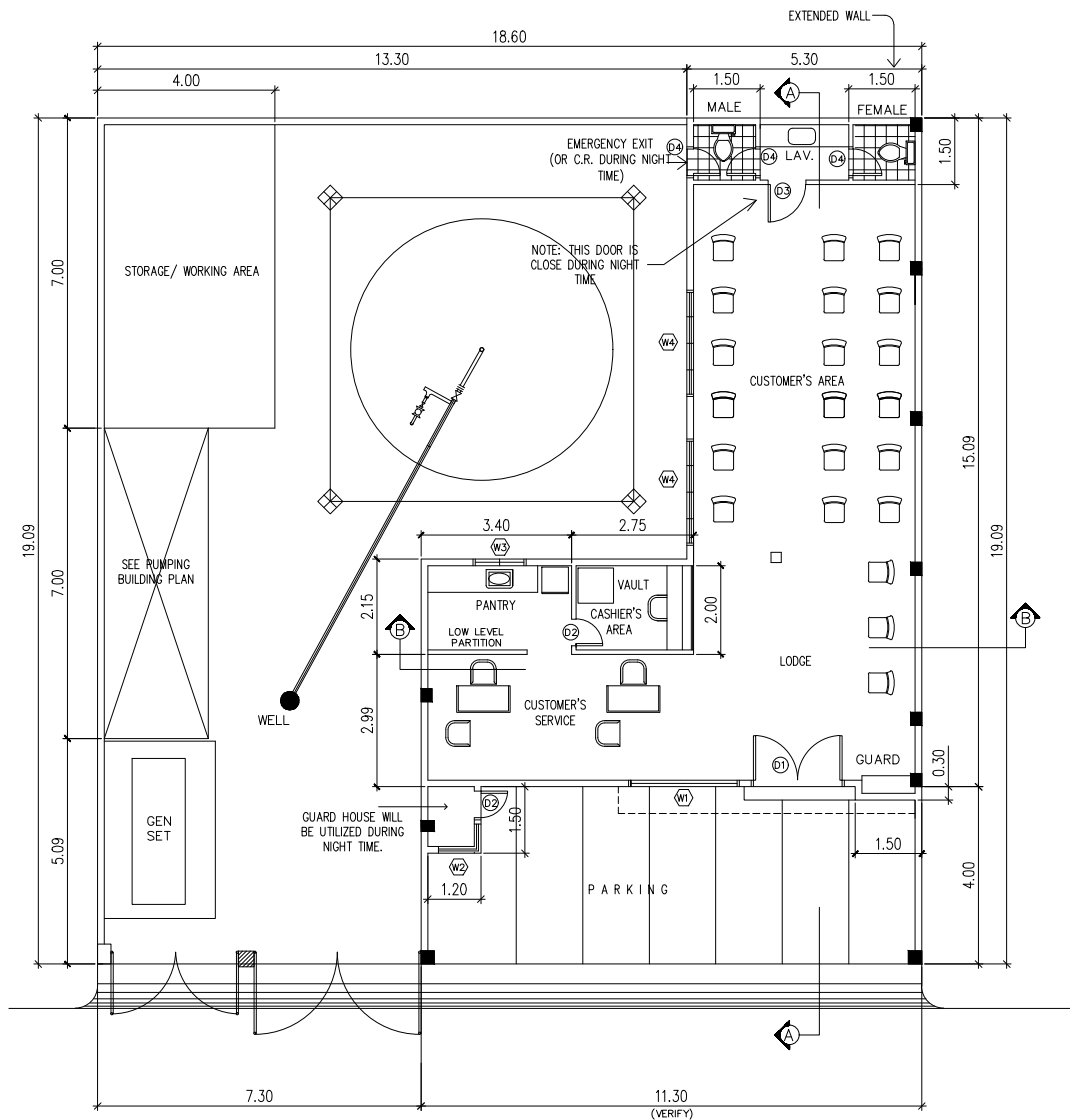 EXTENDED WALL
18.60
13.30
5.30
4.00
1.50
1.50
A
MALE
FEMALE
EMERGENCY EXIT
(OR C.R. DURING NIGHT
TIME)
D4
D4
LAV.
D4
1.50
D3
NOTE: THIS DOOR IS
CLOSE DURING NIGHT
TIME
STORAGE/ WORKING AREA
7.00
W4
CUSTOMER'S AREA
W4
15.09
19.09
19.09
3.40
2.75
W3
SEE PUMPING
BUILDING PLAN
7.00
VAULT
PANTRY
CASHIER'S
AREA
2.15
2.00
LOW LEVEL
PARTITION
D2
B
B
LODGE
WELL
CUSTOMER'S
SERVICE
2.99
D1
GUARD
0.30
W1
D2
GUARD HOUSE WILL
BE UTILIZED DURING
NIGHT TIME.
1.50
GEN
SET
5.09
W2
1.20
PARKING
1.50
4.00
A
7.30
11.30
(VERIFY)